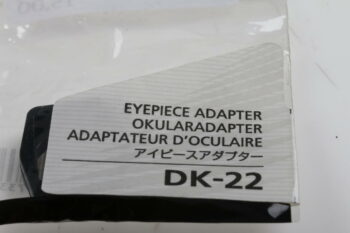 EYEPIECE ADAPTER
OKULARADAPTER
ADAPTATEUR D'OCULAIRE
アイピースアダプター
DK-22